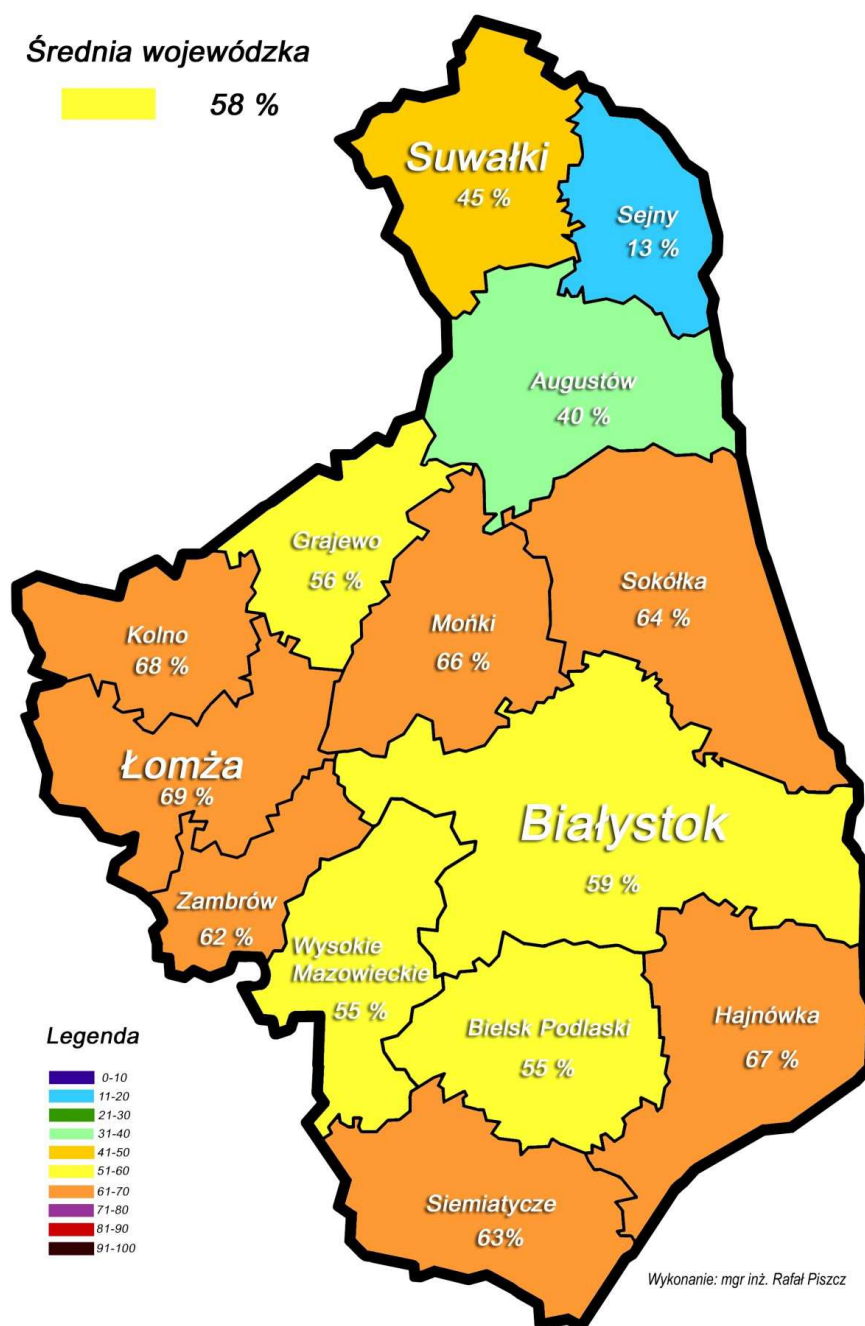 Średnia wojewódzka
58 %
Suwałki
45 %
Sejny
13 %
Augustów
40 %
Grajewo
56 %
Sokółka
64 %
Kolno
68 %
Mońki
66 %
Łomża
69 %
Białystok
59 %
Zambrów
62 %
Wysokie
Mazowieckie
55 %
Bielsk Podlaski
55 %
Hajnówka
67 %
Siemiatycze
63%
Legenda
0-10
11-20
21-30
31-40
41-50
51-60
61-70
71-80
81-90
91-100
Wykonanie: mgr inż. Rafał Piszcz